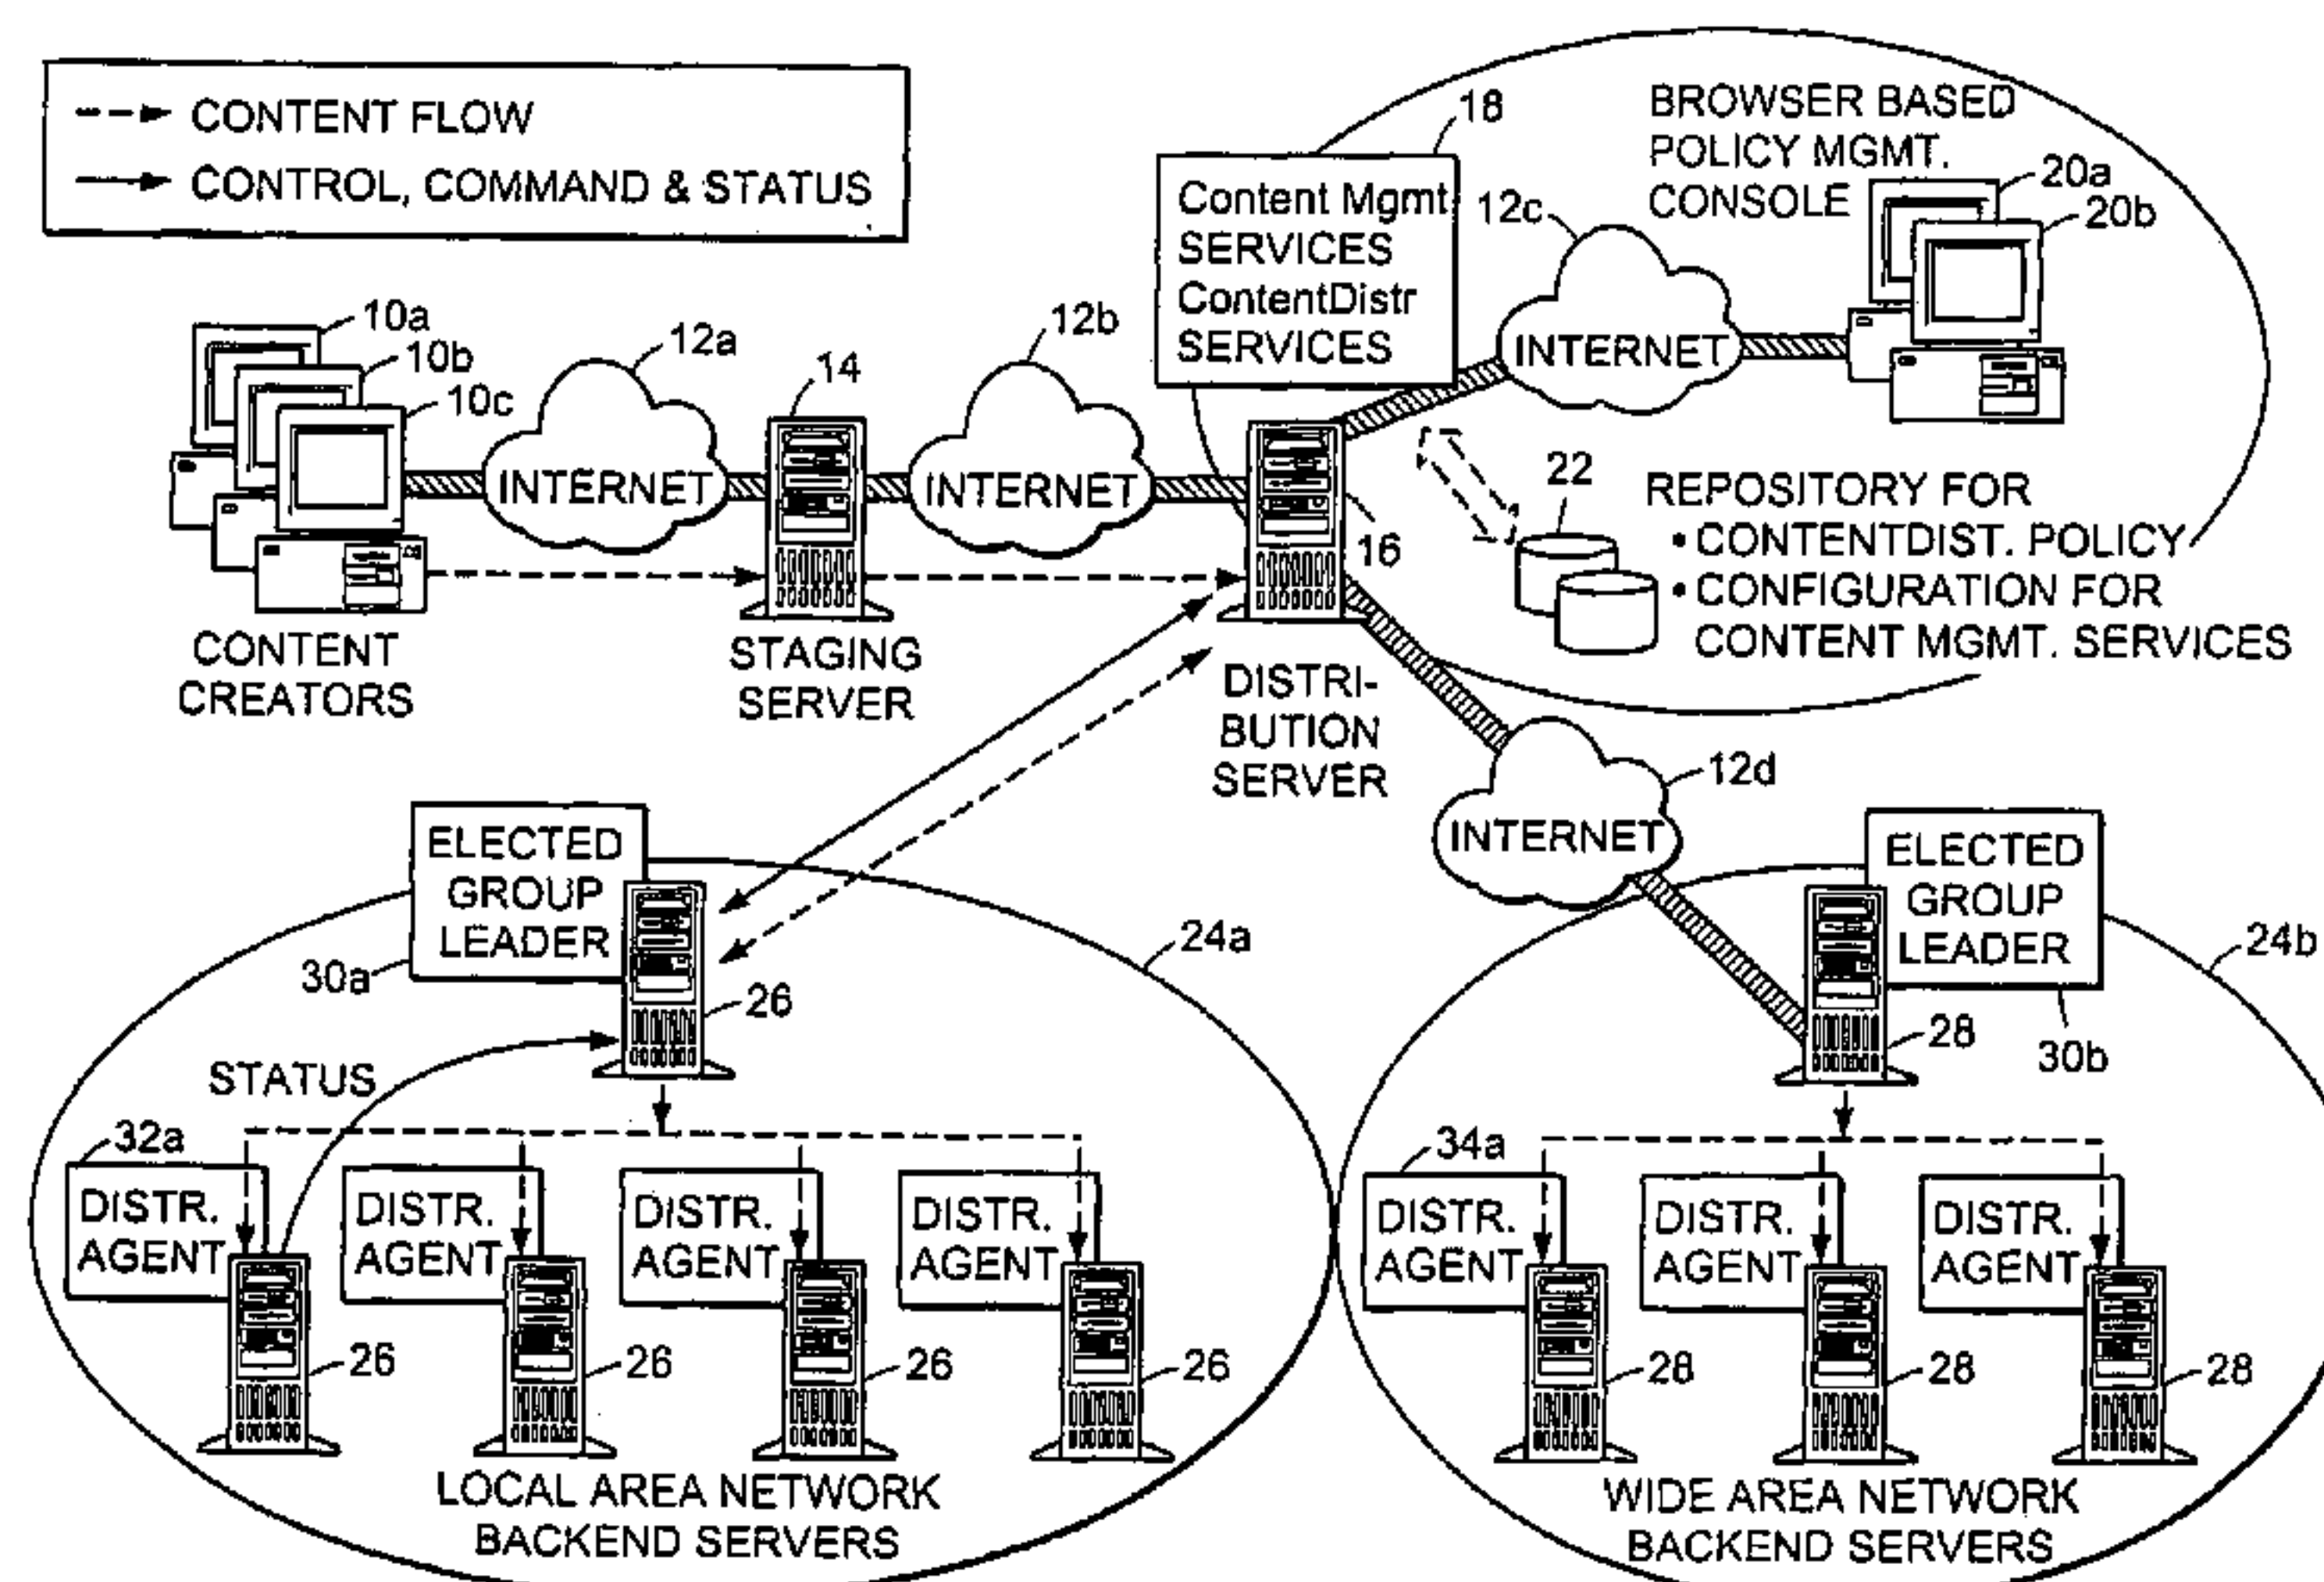 CONTENT FLOW
CONTROL, COMMAND & STATUS
18
Content Mgmt
SERVICES
ContentDistr
SERVICES
BROWSER BASED
POLICY MGMT.
CONSOLE
20a
20b
12c
INTERNET
10a
10b
10c
12a
INTERNET
14
12b
INTERNET
16
22
REPOSITORY FOR
• CONTENTDIST. POLICY
• CONFIGURATION FOR
CONTENT MGMT. SERVICES
CONTENT
CREATORS
STAGING
SERVER
DISTRI-
BUTION
SERVER
12d
INTERNET
ELECTED
GROUP
LEADER
30a
26
24a
ELECTED
GROUP
LEADER
24b
28
30b
STATUS
32a
DISTR.
AGENT
26
DISTR.
AGENT
26
DISTR.
AGENT
26
DISTR.
AGENT
26
34a
DISTR.
AGENT
28
DISTR.
AGENT
28
DISTR.
AGENT
28
LOCAL AREA NETWORK
BACKEND SERVERS
WIDE AREA NETWORK
BACKEND SERVERS